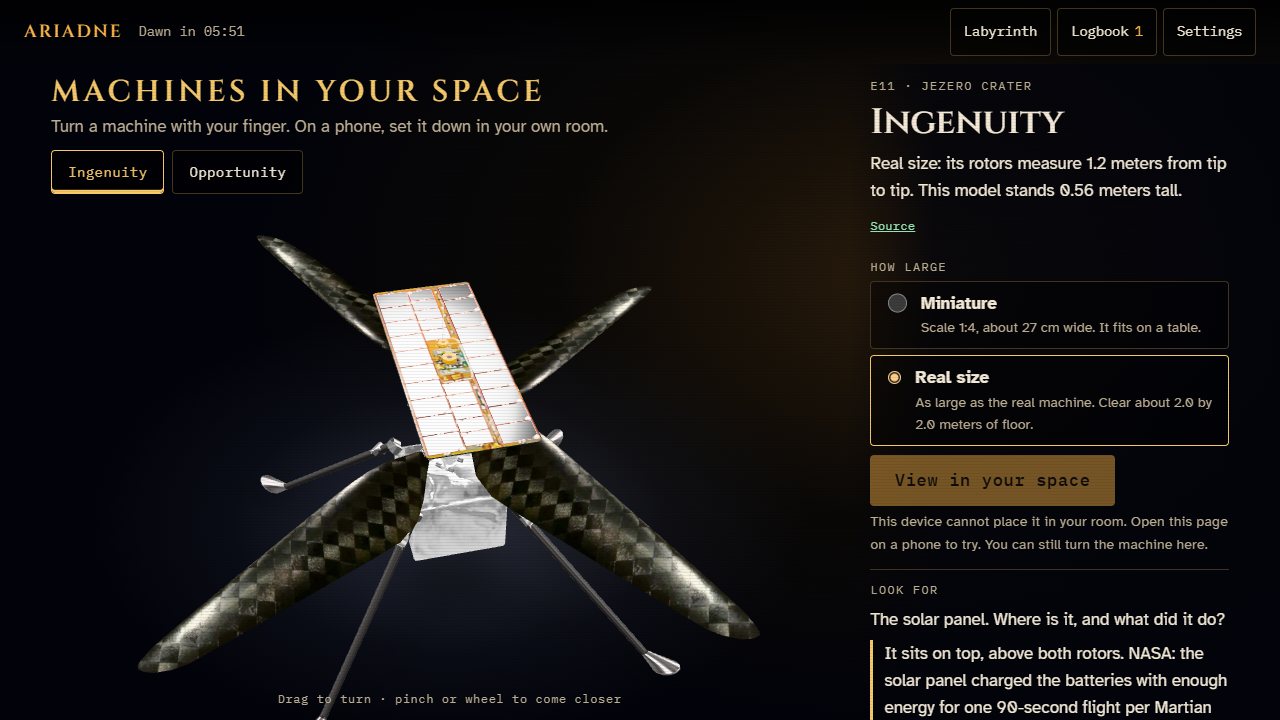 ARIADNE Dawn in 05:51 Labyrinth Logbook 1 Settings
MACHINES IN YOUR SPACE
Turn a machine with your finger. On a phone, set it down in your own room.
Ingenuity Opportunity
E11 · JEZERO CRATER
INGENUITY
Real size: its rotors measure 1.2 meters from tip
to tip. This model stands 0.56 meters tall.
Source
HOW LARGE
Miniature
Scale 1:4, about 27 cm wide. It fits on a table.
Real size
As large as the real machine. Clear about 2.0 by
2.0 meters of floor.
View in your space
This device cannot place it in your room. Open this page
on a phone to try. You can still turn the machine here.
LOOK FOR
The solar panel. Where is it, and what did it do?
It sits on top, above both rotors. NASA: the
solar panel charged the batteries with enough
energy for one 90-second flight per Martian
Drag to turn · pinch or wheel to come closer